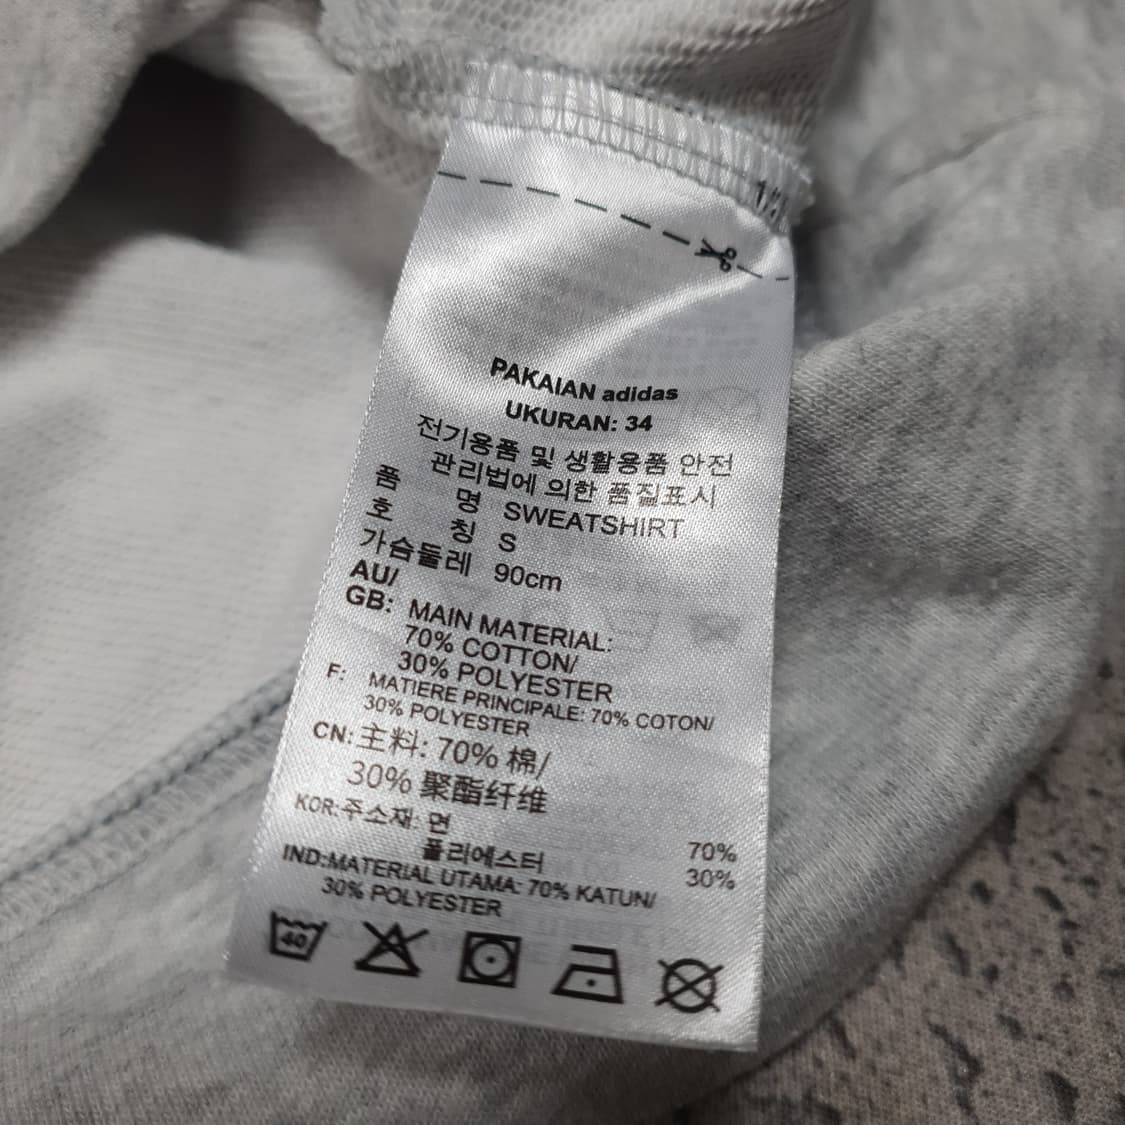 PAKAIAN adidas
UKURAN: 34
전기용품 및 생활용품 안전
관리법에 의한 품질표시
품 명 SWEATSHIRT
호 칭 S
가슴둘레 90cm
AU/
GB: MAIN MATERIAL:
70% COTTON/
30% POLYESTER
F: MATIERE PRINCIPALE: 70% COTON/
30% POLYESTER
CN: 主料: 70% 棉/
30% 聚酯纤维
KOR: 주소재: 면 70%
폴리에스터 30%
IND:MATERIAL UTAMA: 70% KATUN/
30% POLYESTER
40